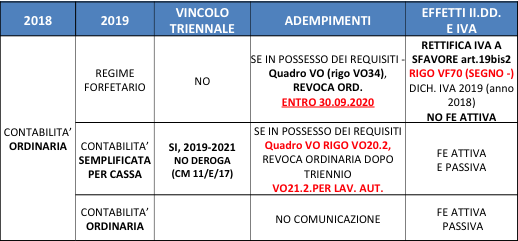 2018
2019
VINCOLO
TRIENNALE
ADEMPIMENTI
EFFETTI II.DD.
E IVA
CONTABILITA’
ORDINARIA
REGIME
FORFETARIO
NO
SE IN POSSESSO DEI REQUISITI -
Quadro VO (rigo VO34),
REVOCA ORD.
ENTRO 30.09.2020
RETTIFICA IVA A
SFAVORE art.19bis2
RIGO VF70 (SEGNO -)
DICH. IVA 2019 (anno
2018)
NO FE ATTIVA
CONTABILITA’
SEMPLIFICATA
PER CASSA
SI, 2019-2021
NO DEROGA
(CM 11/E/17)
SE IN POSSESSO DEI REQUISITI
Quadro VO RIGO VO20.2,
REVOCA ORDINARIA DOPO
TRIENNIO
VO21.2.PER LAV. AUT.
FE ATTIVA
E PASSIVA
CONTABILITA’
ORDINARIA
NO COMUNICAZIONE
FE ATTIVA
PASSIVA